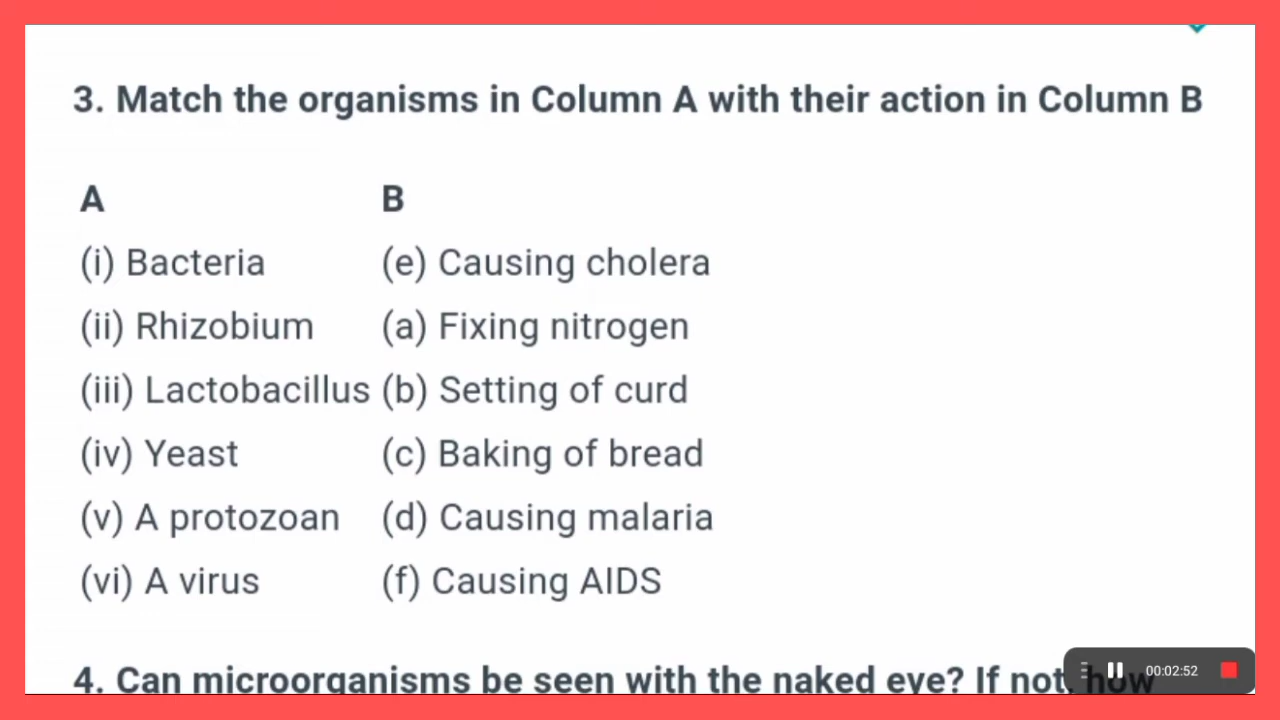 3. Match the organisms in Column A with their action in Column B
A B
(i) Bacteria (e) Causing cholera
(ii) Rhizobium (a) Fixing nitrogen
(iii) Lactobacillus (b) Setting of curd
(iv) Yeast (c) Baking of bread
(v) A protozoan (d) Causing malaria
(vi) A virus (f) Causing AIDS
4. Can microorganisms be seen with the naked eye? If not, how
00:02:52